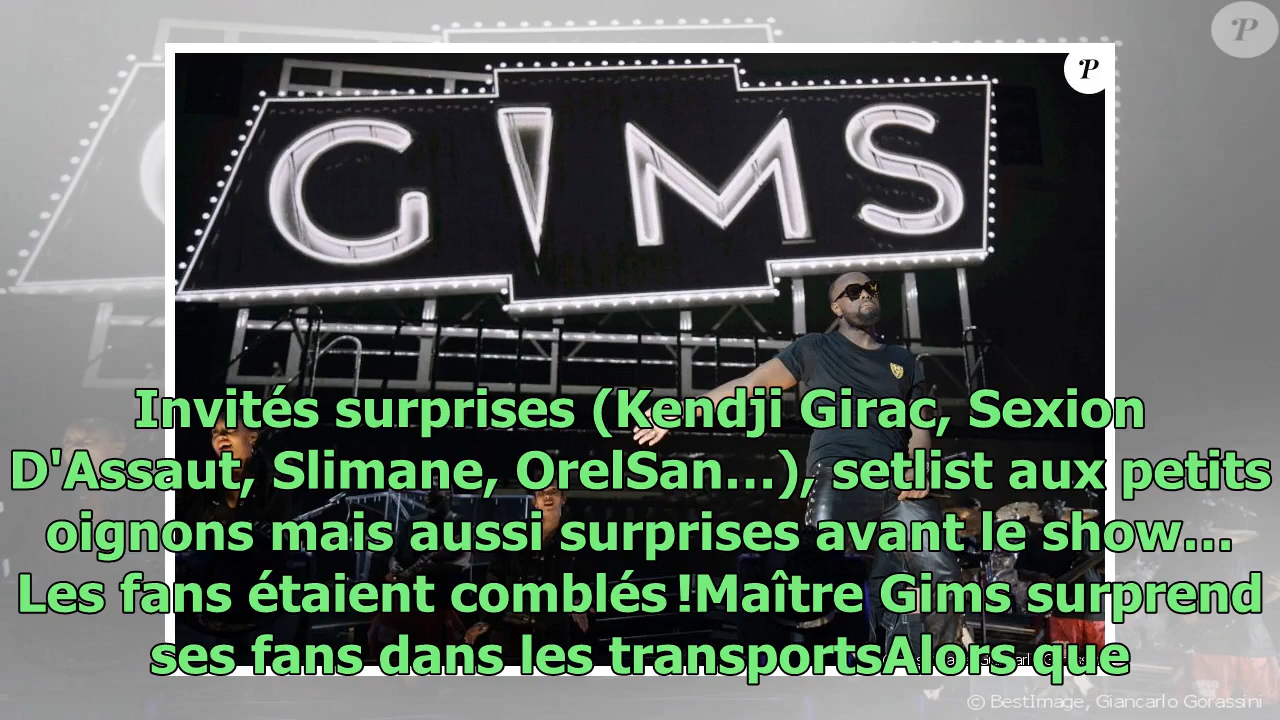 P
P
GIMS
Invités surprises (Kendji Girac, Sexion
D'Assaut, Slimane, OrelSan...), setlist aux petits
oignons mais aussi surprises avant le show...
Les fans étaient comblés !Maître Gims surprend
ses fans dans les transportsAlors que
© BestImage, Giancarlo Gorassini